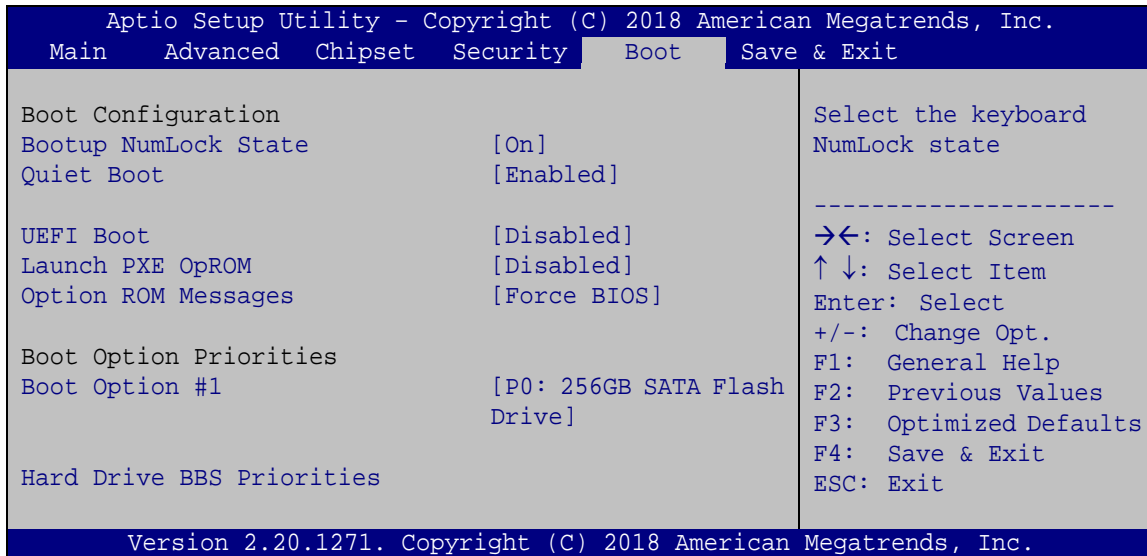 Aptio Setup Utility – Copyright (C) 2018 American Megatrends, Inc.
Main Advanced Chipset Security Boot Save & Exit
Boot Configuration
Bootup NumLock State [On]
Quiet Boot [Enabled]
UEFI Boot [Disabled]
Launch PXE OpROM [Disabled]
Option ROM Messages [Force BIOS]
Boot Option Priorities
Boot Option #1 [P0: 256GB SATA Flash
Drive]
Hard Drive BBS Priorities
Select the keyboard
NumLock state
---------------------
→←: Select Screen
↑ ↓: Select Item
Enter: Select
+/-: Change Opt.
F1: General Help
F2: Previous Values
F3: Optimized Defaults
F4: Save & Exit
ESC: Exit
Version 2.20.1271. Copyright (C) 2018 American Megatrends, Inc.